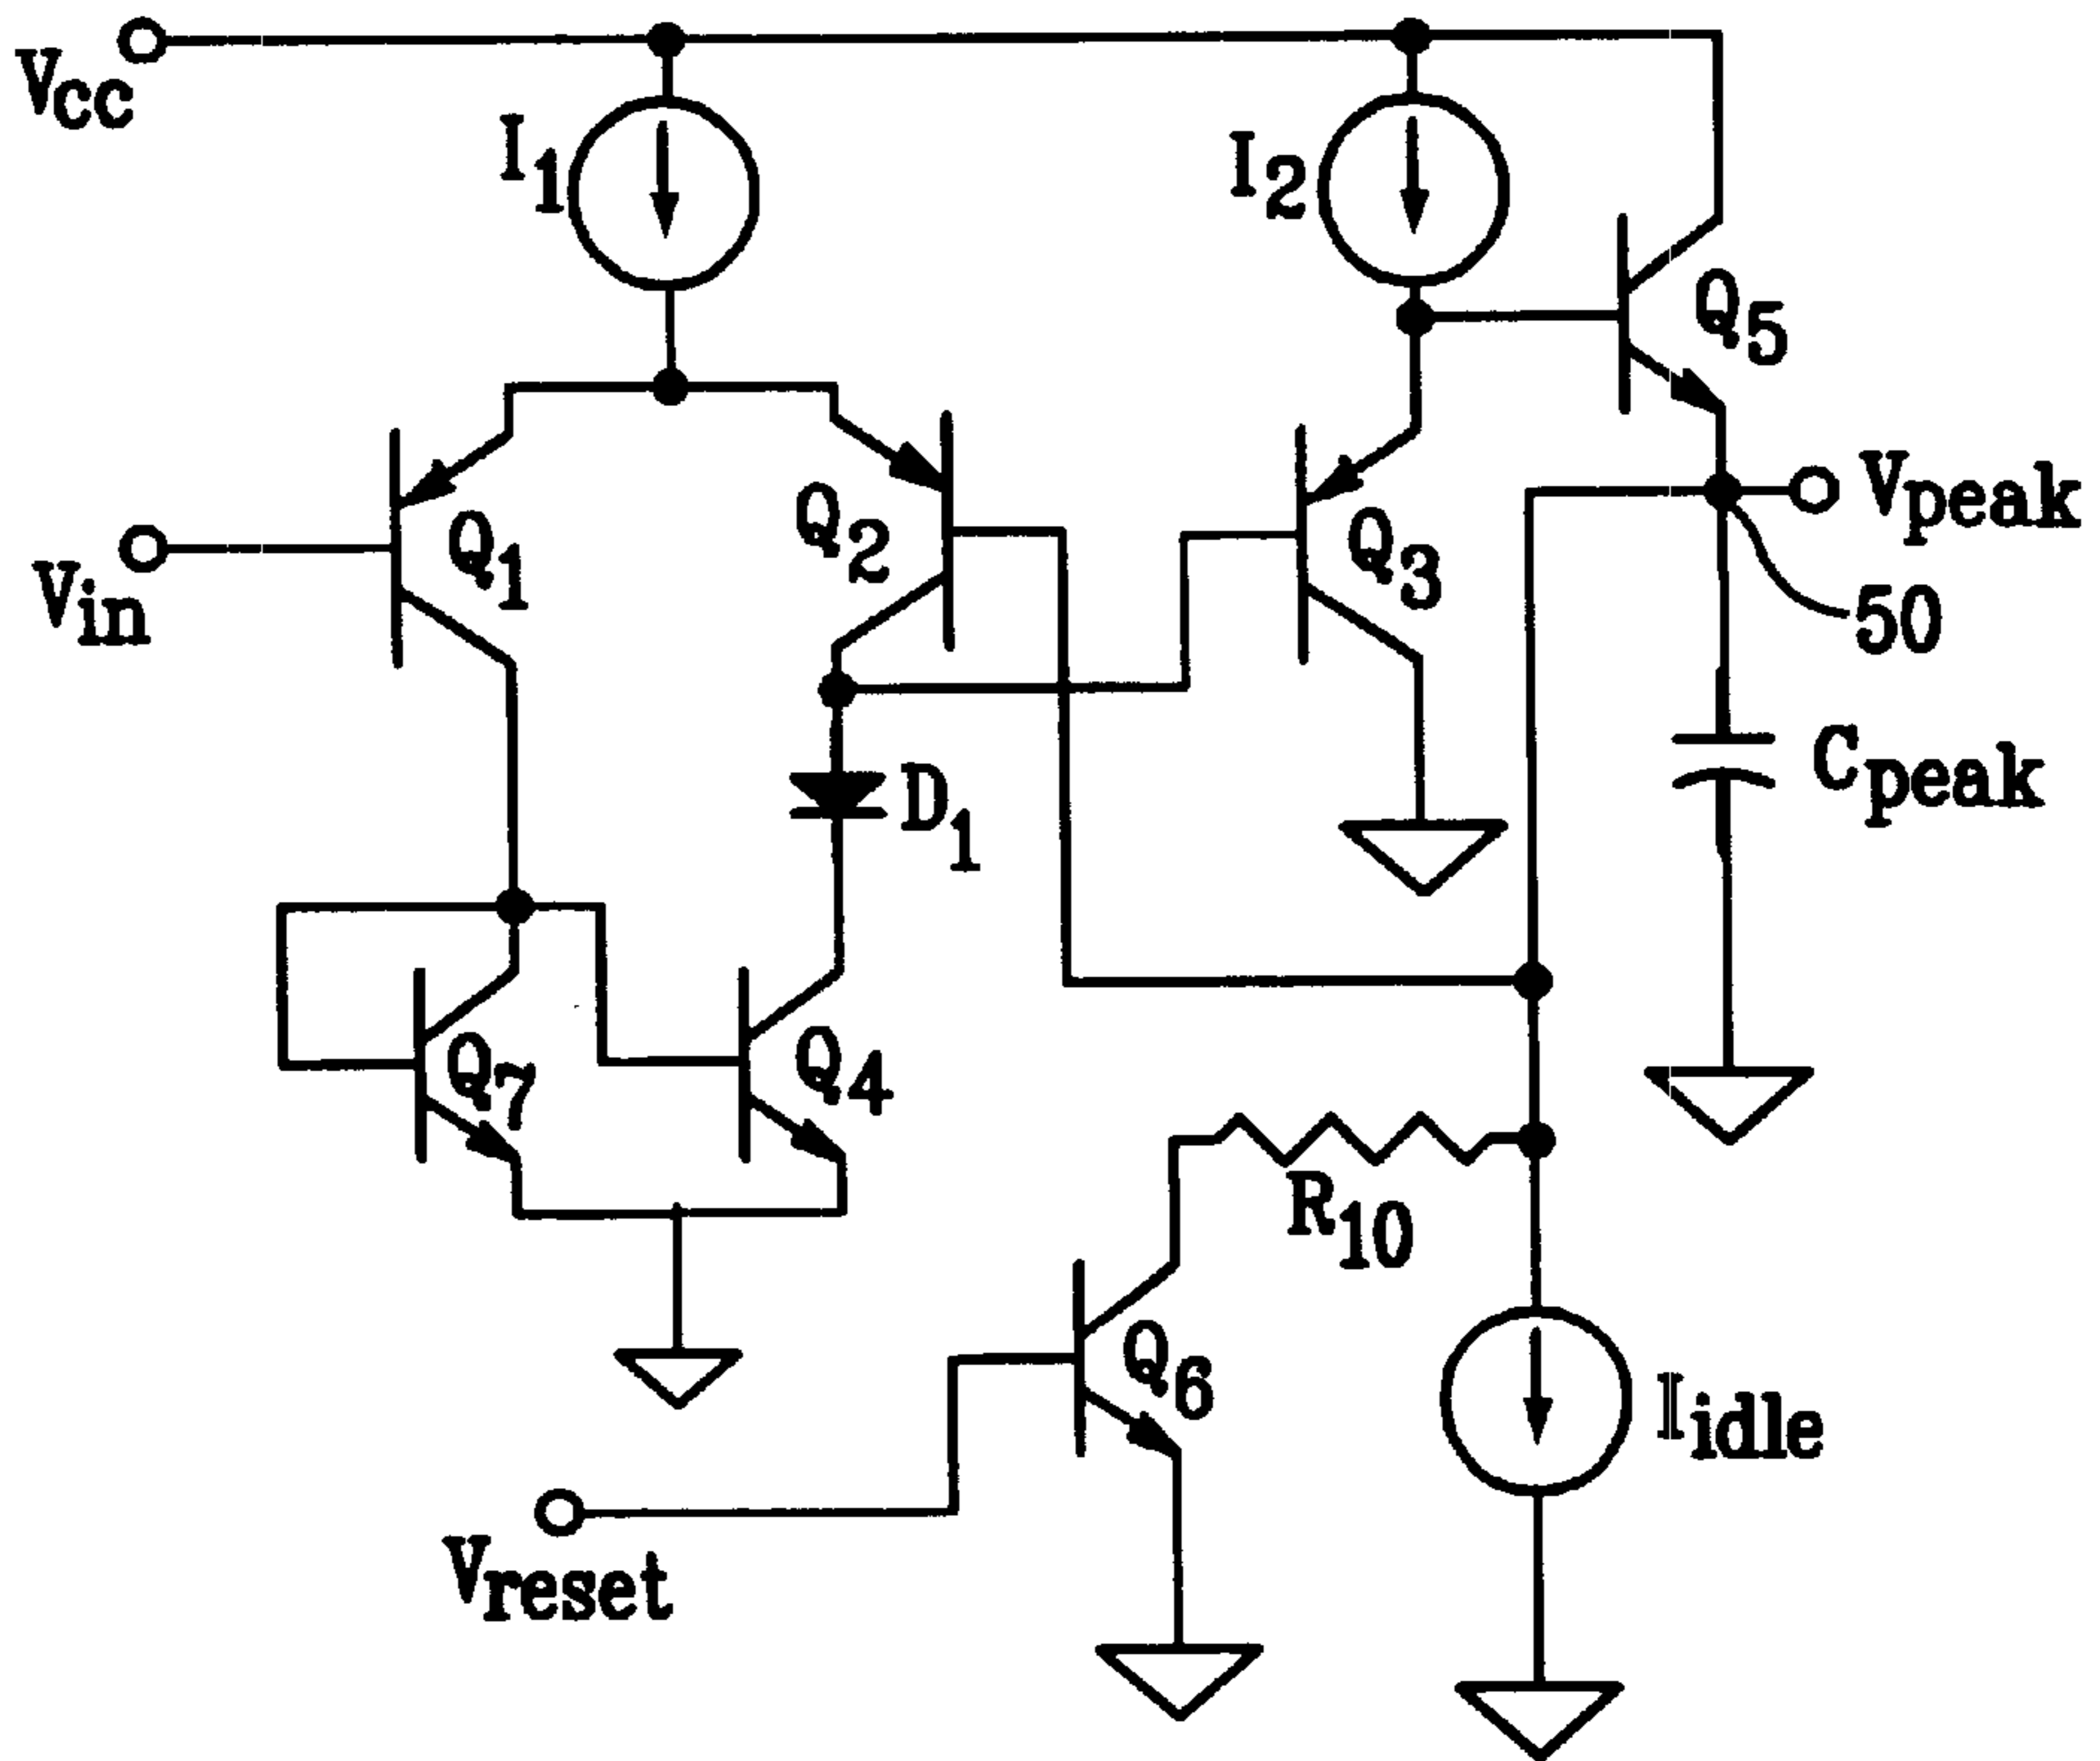 VCC
I1
I2
Q5
Vpeak
Q1
Q2
Q3
Vin
50
Cpeak
D1
Q7
Q4
R10
Q6
Iidle
Vreset